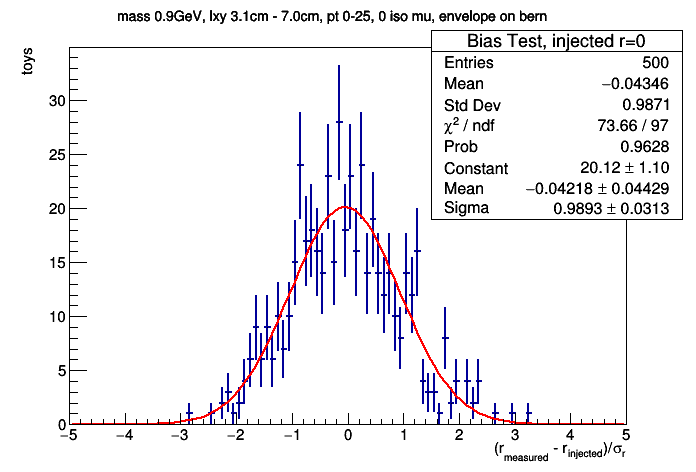 mass 0.9GeV, lxy 3.1cm - 7.0cm, pt 0-25, 0 iso mu, envelope on bern
toys
Bias Test, injected r=0
Entries 500
Mean −0.04346
Std Dev 0.9871
χ² / ndf 73.66 / 97
Prob 0.9628
Constant 20.12 ± 1.10
Mean −0.04218 ± 0.04429
Sigma 0.9893 ± 0.0313
30
25
20
15
10
5
0
−5 −4 −3 −2 −1 0 1 2 3 4 5
(r_measured - r_injected)/σ_r